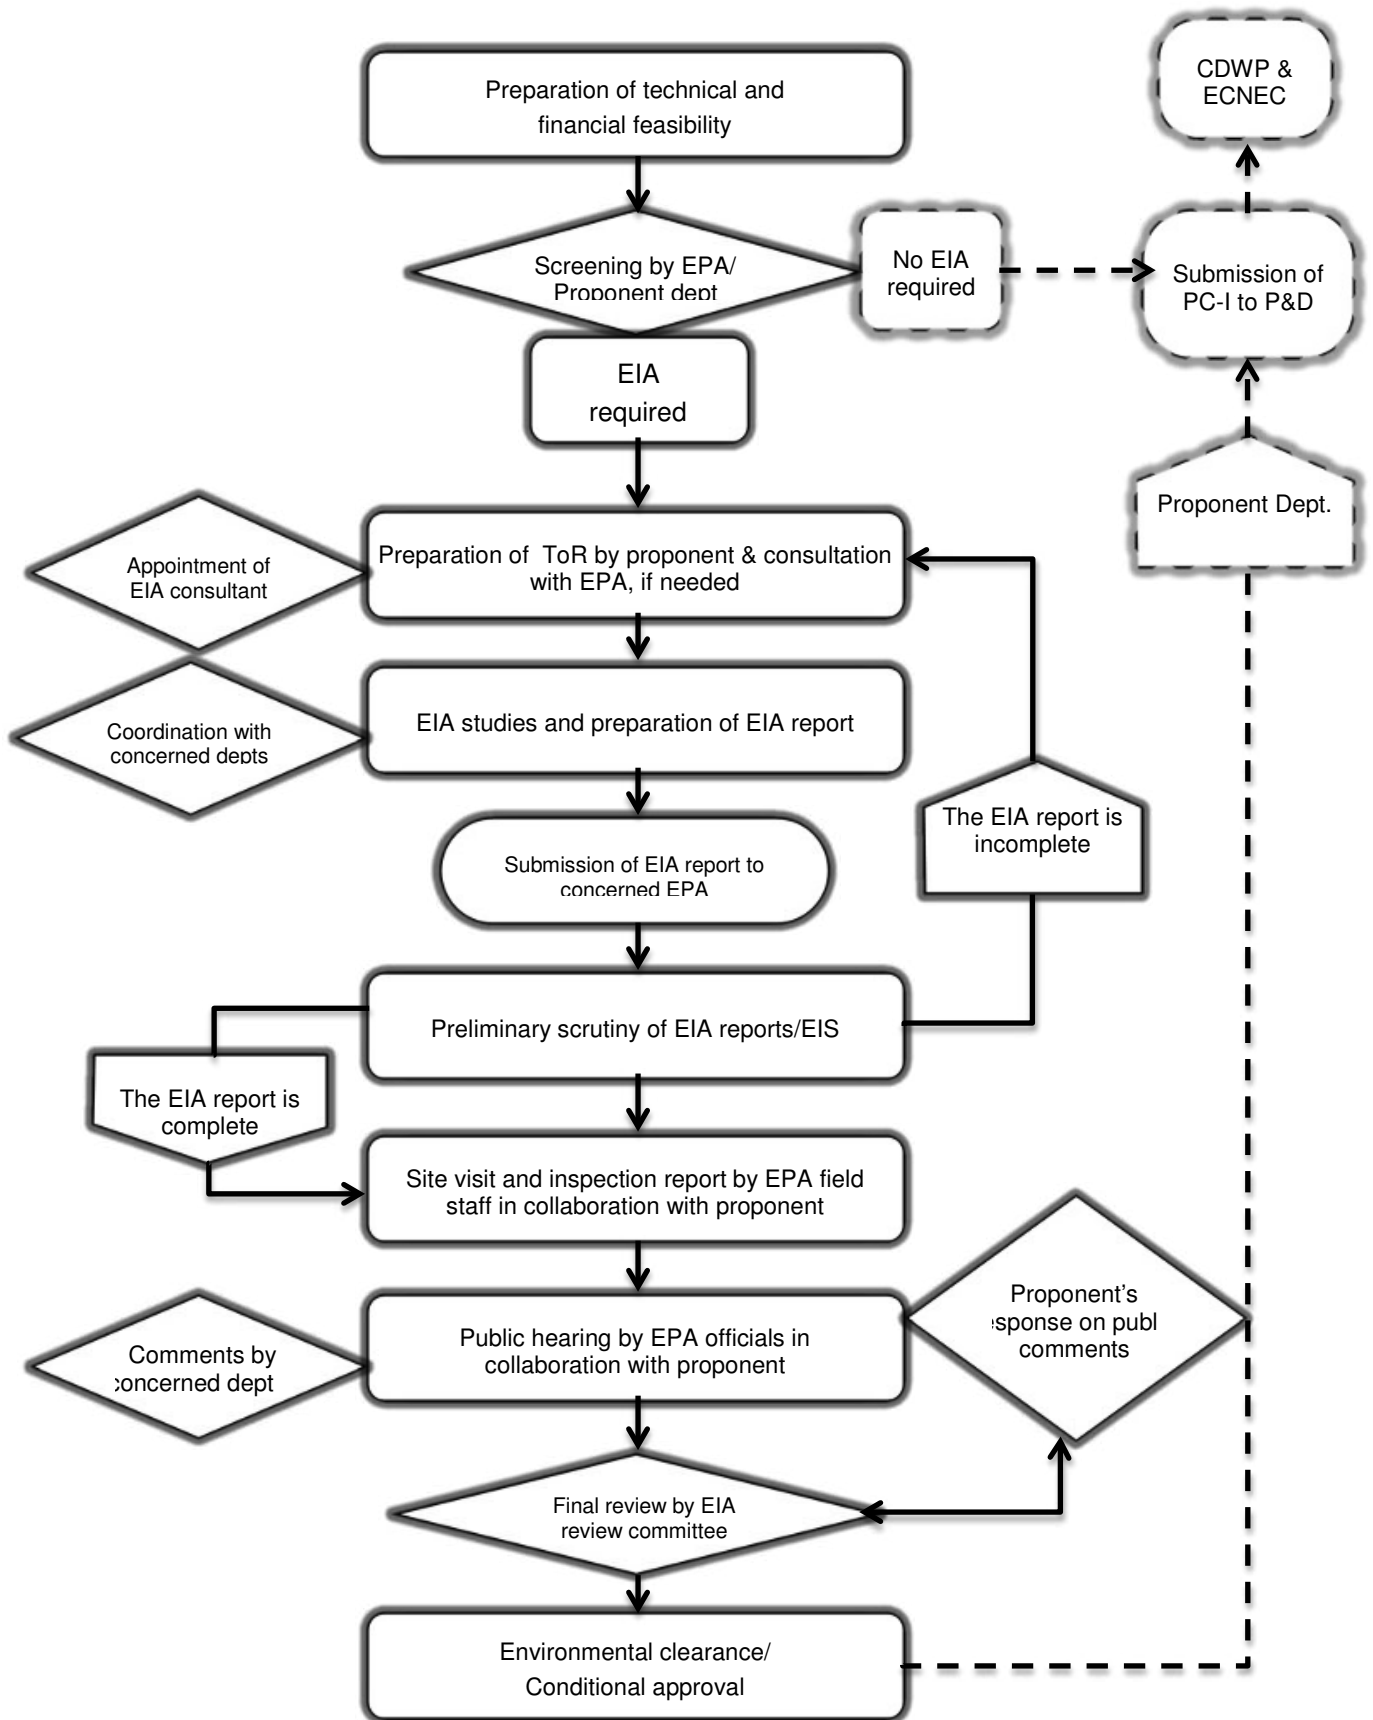 CDWP &
ECNEC
Preparation of technical and
financial feasibility
Screening by EPA/
Proponent dept
No EIA
required
Submission of
PC-I to P&D
EIA
required
Proponent Dept.
Appointment of
EIA consultant
Preparation of ToR by proponent & consultation
with EPA, if needed
Coordination with
concerned depts
EIA studies and preparation of EIA report
The EIA report is
incomplete
Submission of EIA report to
concerned EPA
Preliminary scrutiny of EIA reports/EIS
The EIA report is
complete
Site visit and inspection report by EPA field
staff in collaboration with proponent
Proponent's
esponse on publ
comments
Public hearing by EPA officials in
collaboration with proponent
Comments by
concerned dept
Final review by EIA
review committee
Environmental clearance/
Conditional approval